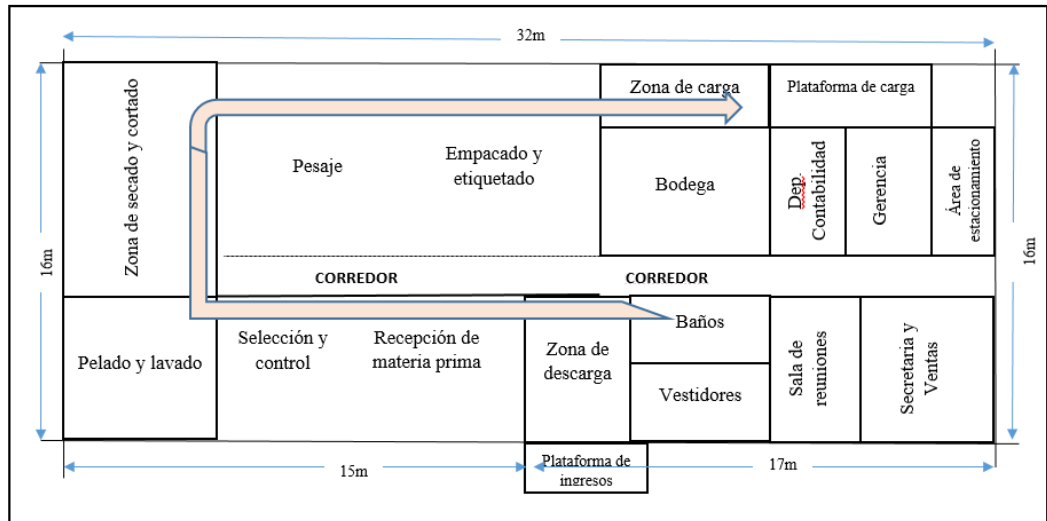 32m
Zona de secado y cortado
Zona de carga
Plataforma de carga
Pesaje
Empacado y
etiquetado
Bodega
Dep.
Contabilidad
Gerencia
Área de
estacionamiento
16m
16m
CORREDOR
CORREDOR
Pelado y lavado
Selección y
control
Recepción de
materia prima
Zona de
descarga
Baños
Vestidores
Sala de
reuniones
Secretaria y
Ventas
15m
Plataforma de
ingresos
17m